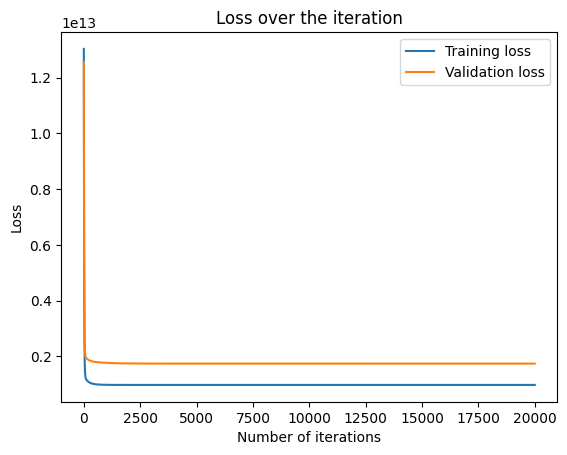 Loss over the iteration
1e13
Training loss
Validation loss
1.2
1.0
0.8
0.6
0.4
0.2
Loss
0 2500 5000 7500 10000 12500 15000 17500 20000
Number of iterations